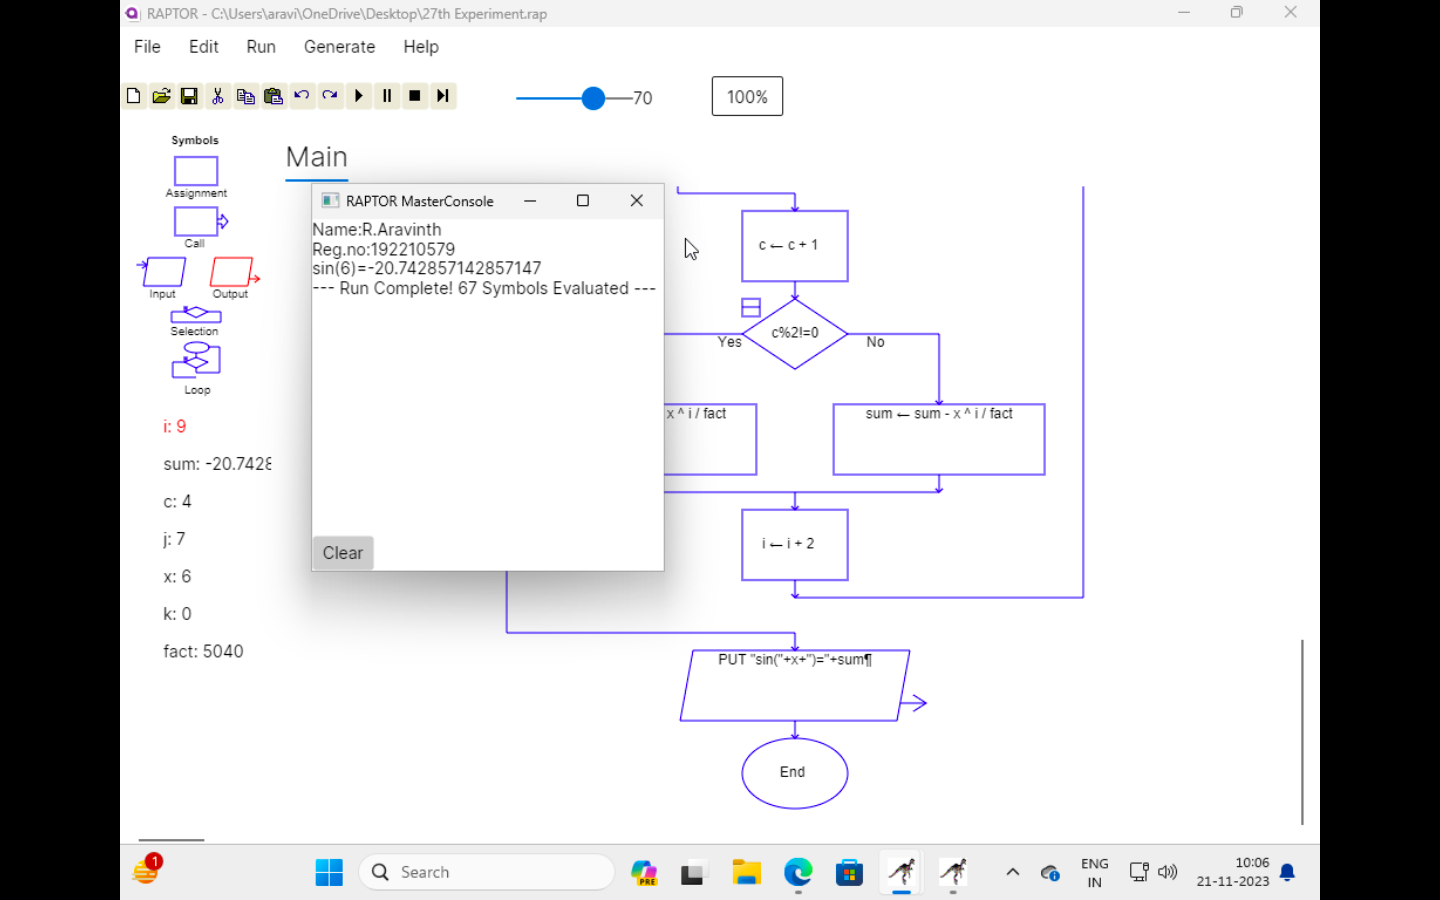 RAPTOR - C:\Users\aravi\OneDrive\Desktop\27th Experiment.rap
File Edit Run Generate Help
70
100%
Symbols
Assignment
Call
Input Output
Selection
Loop
i: 9
sum: -20.7428
c: 4
j: 7
x: 6
k: 0
fact: 5040
Main
RAPTOR MasterConsole
Name:R.Aravinth
Reg.no:192210579
sin(6)=-20.742857142857147
--- Run Complete! 67 Symbols Evaluated ---
Clear
c ← c + 1
c%2!=0
Yes No
x ^ i / fact
sum ← sum - x ^ i / fact
i ← i + 2
PUT "sin("+x+")="+sum¶
End
1
Search
PRE
ENG
IN
10:06
21-11-2023